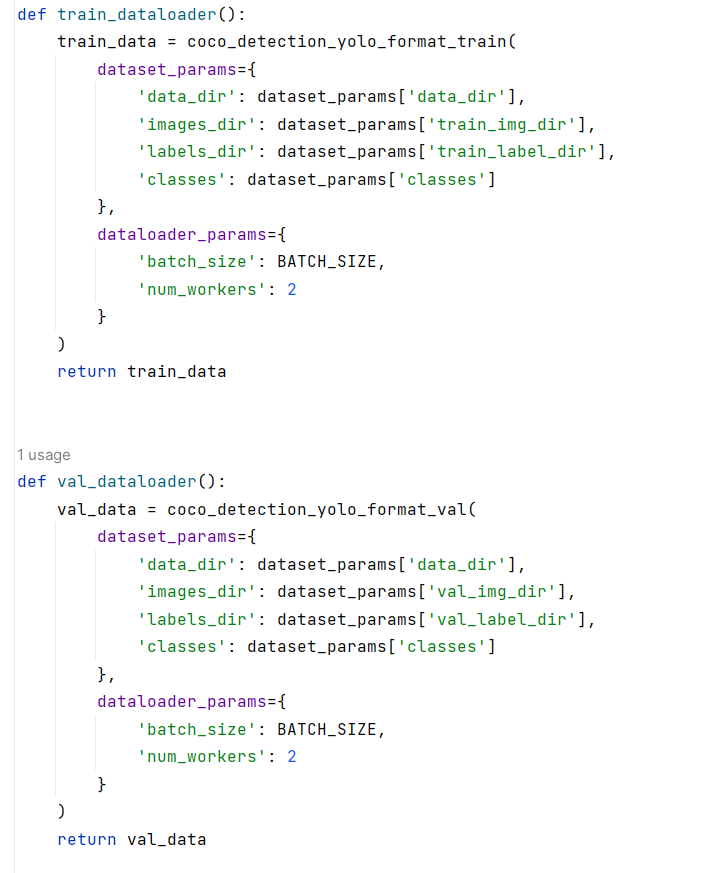 def train_dataloader():
    train_data = coco_detection_yolo_format_train(
        dataset_params={
            'data_dir': dataset_params['data_dir'],
            'images_dir': dataset_params['train_img_dir'],
            'labels_dir': dataset_params['train_label_dir'],
            'classes': dataset_params['classes']
        },
        dataloader_params={
            'batch_size': BATCH_SIZE,
            'num_workers': 2
        }
    )
    return train_data
1 usage
def val_dataloader():
    val_data = coco_detection_yolo_format_val(
        dataset_params={
            'data_dir': dataset_params['data_dir'],
            'images_dir': dataset_params['val_img_dir'],
            'labels_dir': dataset_params['val_label_dir'],
            'classes': dataset_params['classes']
        },
        dataloader_params={
            'batch_size': BATCH_SIZE,
            'num_workers': 2
        }
    )
    return val_data